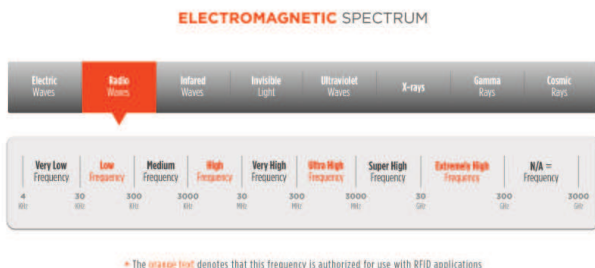 ELECTROMAGNETIC SPECTRUM
Electric Waves
Radio Waves
Infared Waves
Invisible Light
Ultraviolet Waves
X-rays
Gamma Rays
Cosmic Rays
Very Low Frequency
Low Frequency
Medium Frequency
High Frequency
Very High Frequency
Ultra High Frequency
Super High Frequency
Extremely High Frequency
N/A = Frequency
4 30 300 3000 30 300 3000 30 300 3000
* The orange text denotes that this frequency is authorized for use with RFID applications